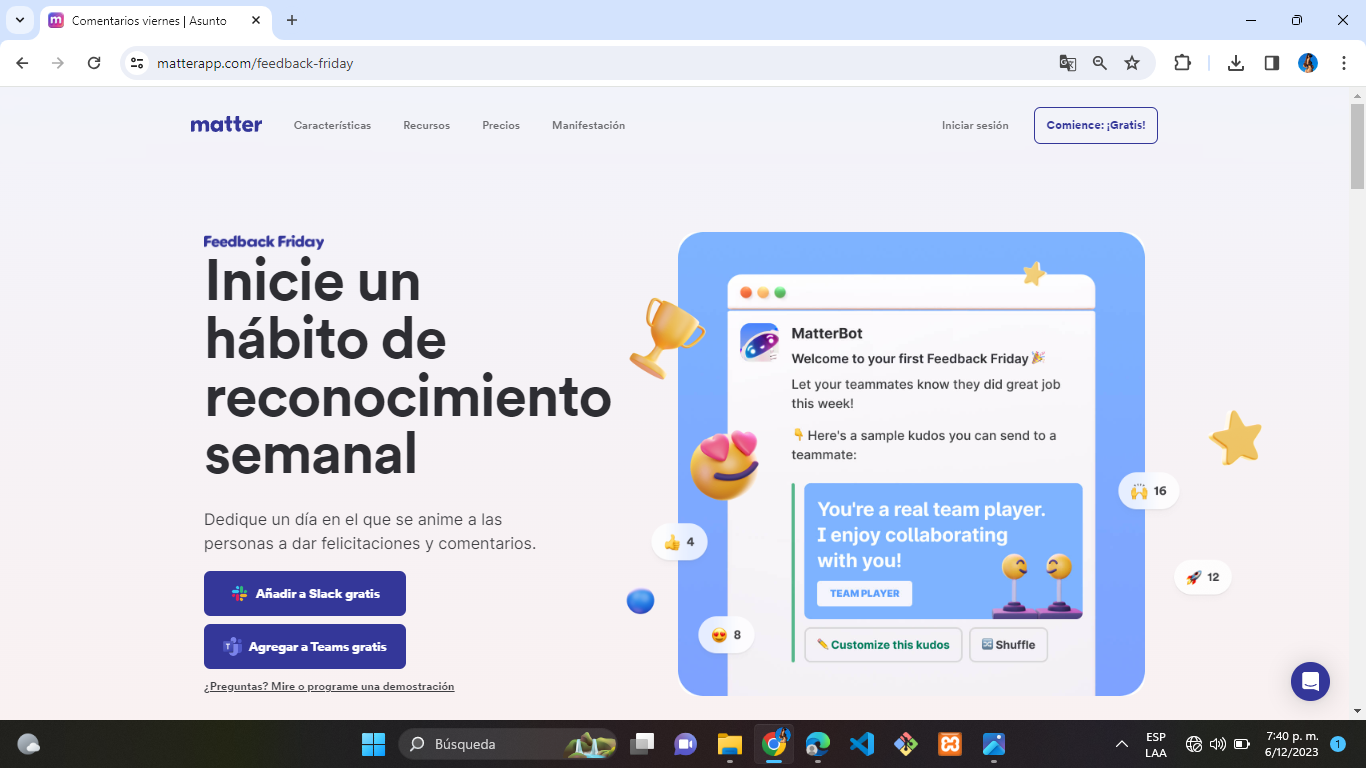 Comentarios viernes | Asunto
matterapp.com/feedback-friday
matter
Características
Recursos
Precios
Manifestación
Iniciar sesión
Comience: ¡Gratis!
Feedback Friday
Inicie un
hábito de
reconocimiento
semanal
Dedique un día en el que se anime a las
personas a dar felicitaciones y comentarios.
Añadir a Slack gratis
Agregar a Teams gratis
¿Preguntas? Mire o programe una demostración
MatterBot
Welcome to your first Feedback Friday
Let your teammates know they did great job
this week!
Here's a sample kudos you can send to a
teammate:
You're a real team player.
I enjoy collaborating
with you!
TEAM PLAYER
Customize this kudos
Shuffle
16
4
12
8
Búsqueda
ESP
LAA
7:40 p. m.
6/12/2023
1